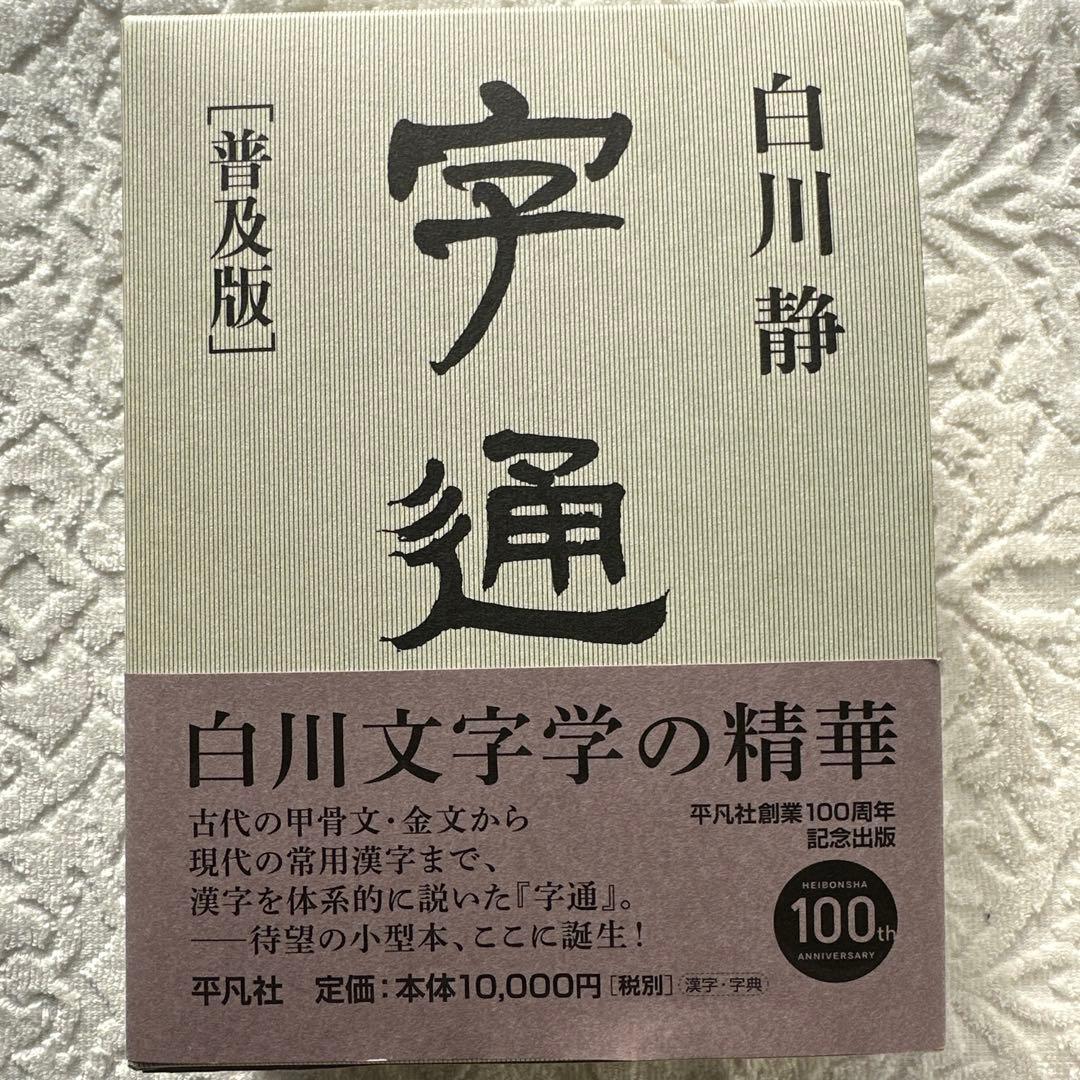 白川静
字通
［普及版］
白川文字学の精華
古代の甲骨文・金文から
現代の常用漢字まで、
漢字を体系的に説いた『字通』。
──待望の小型本、ここに誕生！
平凡社創業100周年
記念出版
HEIBONSHA
100th
ANNIVERSARY
平凡社　定価：本体10,000円［税別］　漢字・字典